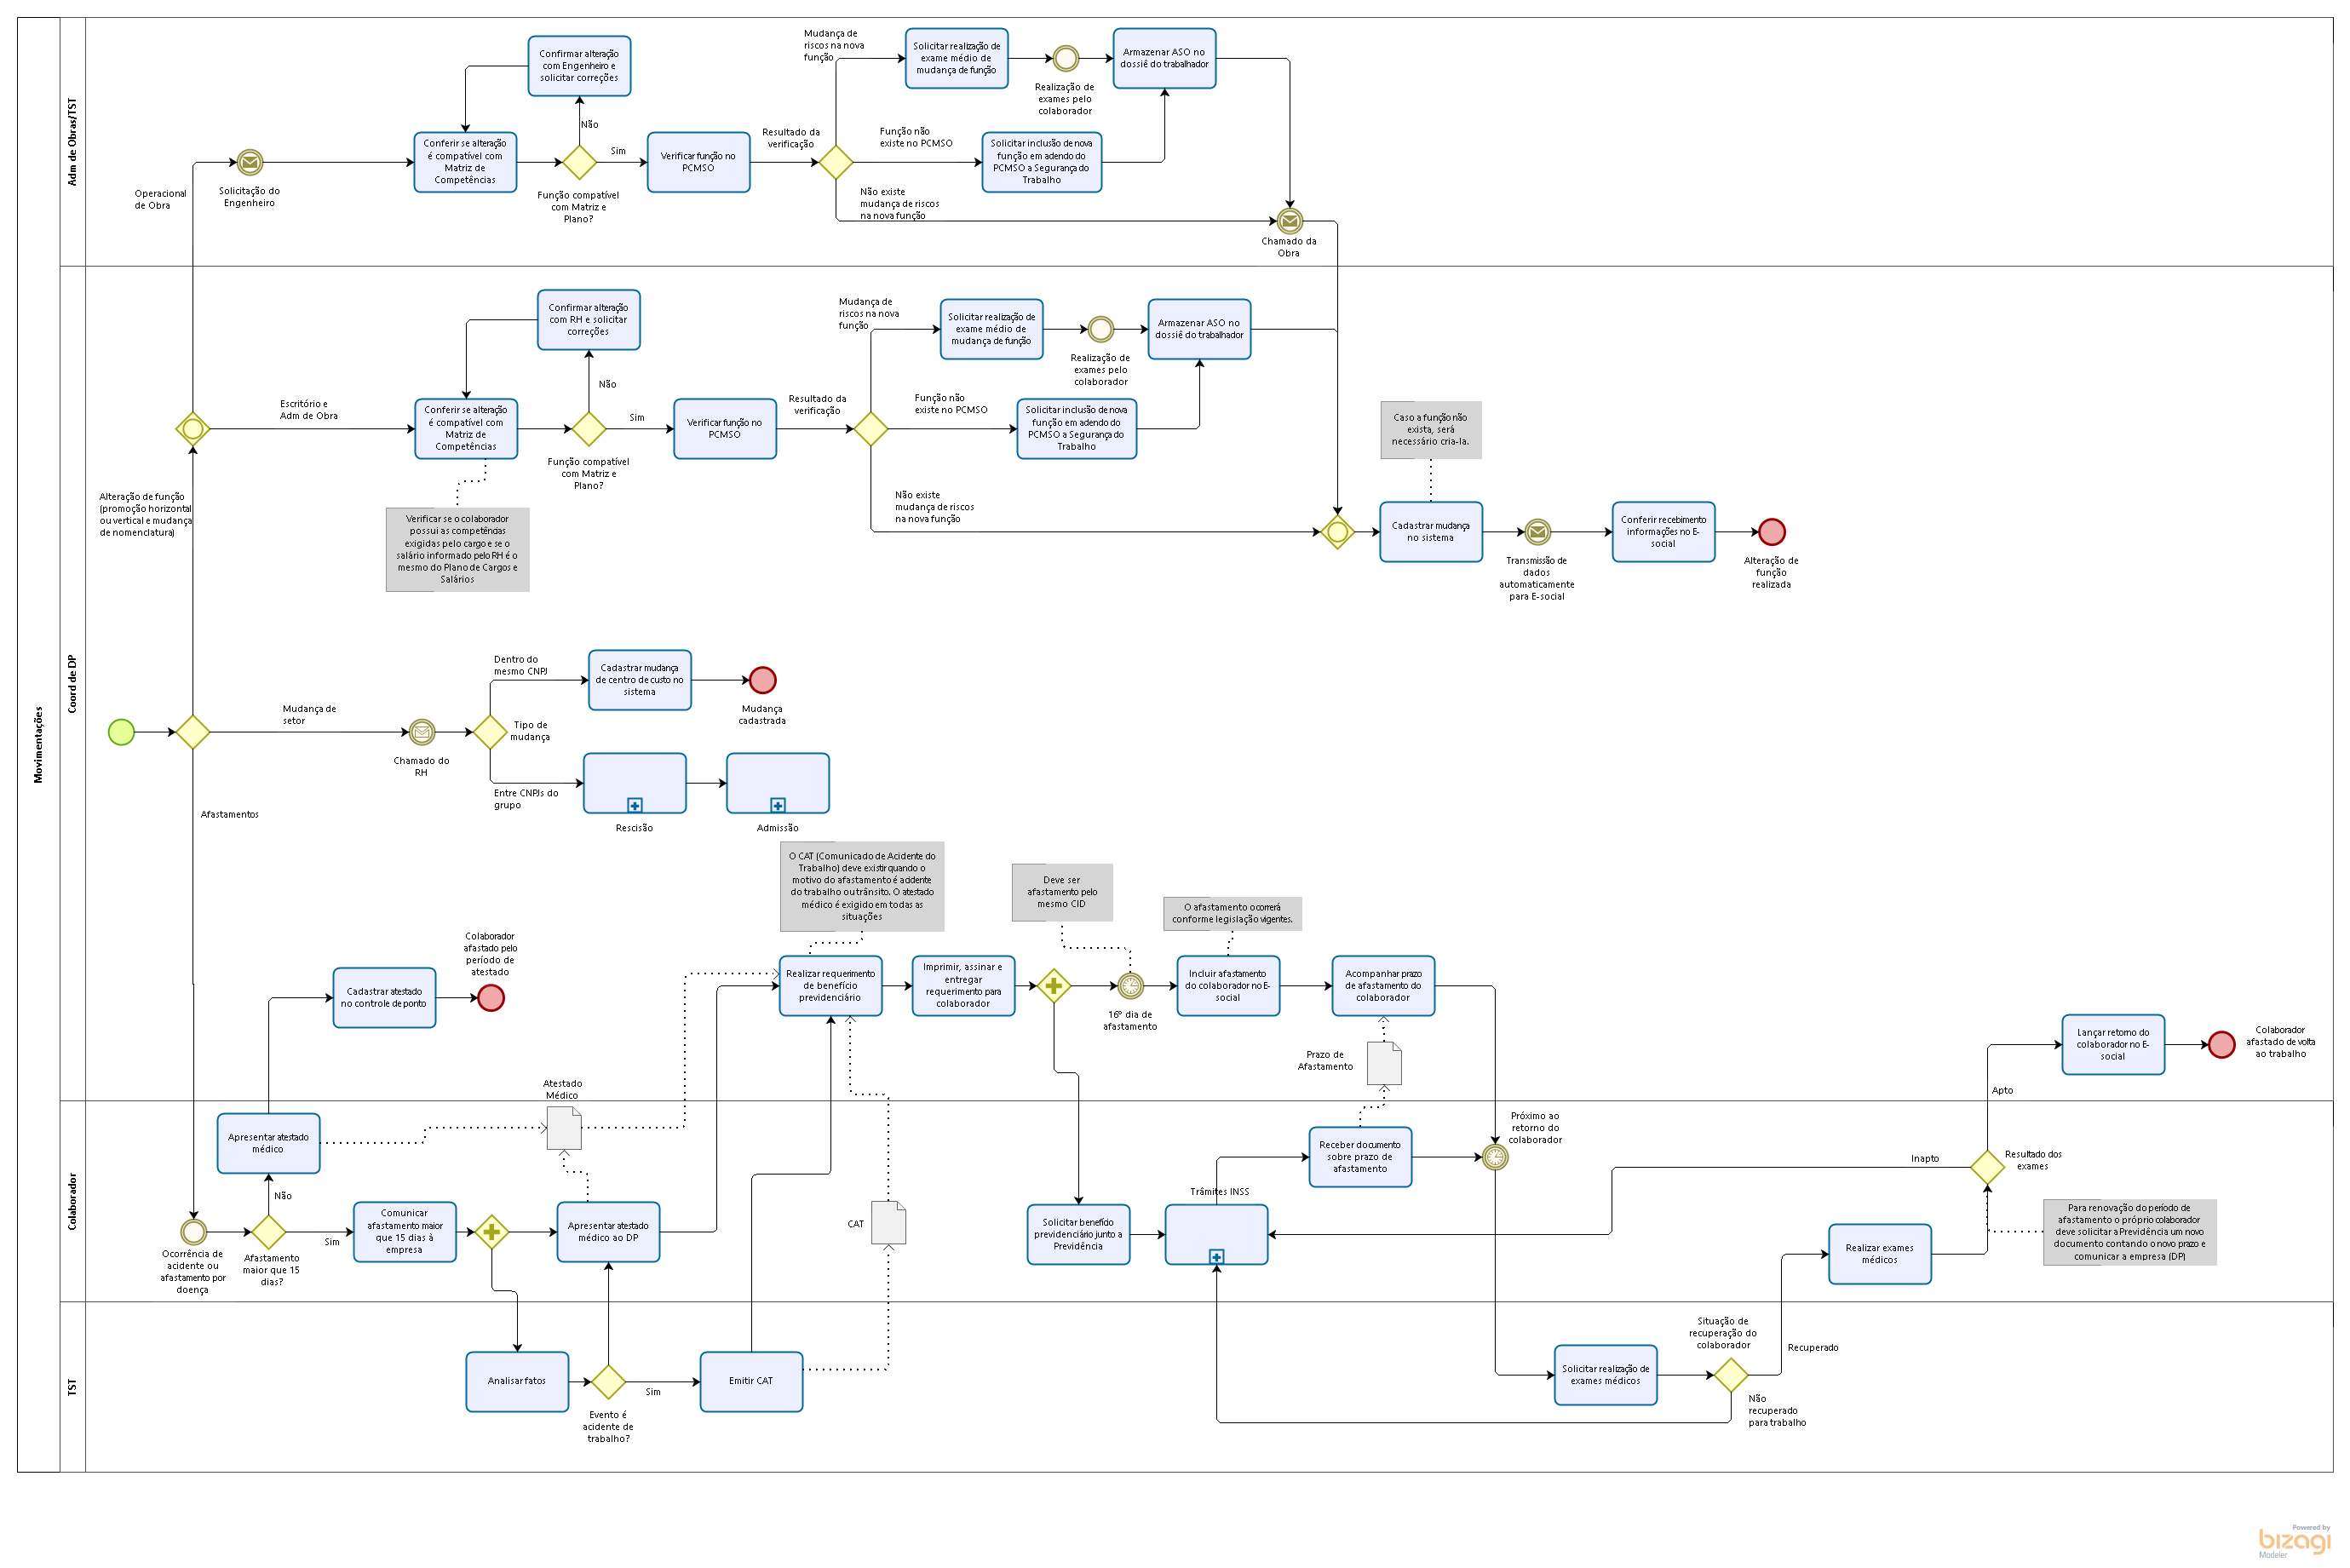 Movimentações
Adm de Obras/TST
Confirmar alteração
com Engenheiro e
solicitar correções
Não
Operacional
de Obra
Solicitação do
Engenheiro
Conferir se alteração
é compatível com
Matriz de
Competências
Sim
Função compatível
com Matriz e
Plano?
Verificar função no
PCMSO
Resultado da
verificação
Mudança de
riscos na nova
função
Solicitar realização de
exame médio de
mudança de função
Realização de
exames pelo
colaborador
Armazenar ASO no
dossiê do trabalhador
Função não
existe no PCMSO
Solicitar inclusão de nova
função em adendo do
PCMSO a Segurança do
Trabalho
Não existe
mudança de riscos
na nova função
Chamado da
Obra
Coord de DP
Confirmar alteração
com RH e solicitar
correções
Não
Escritório e
Adm de Obra
Conferir se alteração
é compatível com
Matriz de
Competências
Sim
Função compatível
com Matriz e
Plano?
Verificar função no
PCMSO
Resultado da
verificação
Mudança de
riscos na nova
função
Solicitar realização de
exame médio de
mudança de função
Realização de
exames pelo
colaborador
Armazenar ASO no
dossiê do trabalhador
Função não
existe no PCMSO
Solicitar inclusão de nova
função em adendo do
PCMSO a Segurança do
Trabalho
Não existe
mudança de riscos
na nova função
Caso a função não
exista, será
necessário cria-la.
Cadastrar mudança
no sistema
Transmissão de
dados
automaticamente
para E-social
Conferir recebimento
informações no E-
social
Alteração de
função
realizada
Alteração de função
(promoção horizontal
ou vertical e mudança
de nomenclatura)
Verificar se o colaborador
possui as competências
exigidas pelo cargo e se o
salário informado pelo RH é o
mesmo do Plano de Cargos e
Salários
Mudança de
setor
Chamado do
RH
Tipo de
mudança
Dentro do
mesmo CNPJ
Cadastrar mudança
de centro de custo no
sistema
Mudança
cadastrada
Entre CNPJs do
grupo
Rescisão
Admissão
Afastamentos
O CAT (Comunicado de Acidente do
Trabalho) deve existir quando o
motivo do afastamento é acidente
do trabalho ou trânsito. O atestado
médico é exigido em todas as
situações
Deve ser
afastamento pelo
mesmo CID
O afastamento ocorrerá
conforme legislação vigentes.
Cadastrar atestado
no controle de ponto
Colaborador
afastado pelo
período de
atestado
Realizar requerimento
de benefício
previdenciário
Imprimir, assinar e
entregar
requerimento para
colaborador
16º dia de
afastamento
Incluir afastamento
do colaborador no E-
social
Acompanhar prazo
de afastamento do
colaborador
Prazo de
Afastamento
Lançar retorno do
colaborador no E-
social
Colaborador
afastado de volta
ao trabalho
Apto
Atestado
Médico
Colaborador
Apresentar atestado
médico
Não
Ocorrência de
acidente ou
afastamento por
doença
Afastamento
maior que 15
dias?
Sim
Comunicar
afastamento maior
que 15 dias à
empresa
Apresentar atestado
médico ao DP
CAT
Solicitar benefício
previdenciário junto a
Previdência
Trâmites INSS
Receber documento
sobre prazo de
afastamento
Próximo ao
retorno do
colaborador
Inapto
Resultado dos
exames
Realizar exames
médicos
Para renovação do período de
afastamento o próprio colaborador
deve solicitar a Previdência um novo
documento contando o novo prazo e
comunicar a empresa (DP)
TST
Analisar fatos
Evento é
acidente de
trabalho?
Sim
Emitir CAT
Solicitar realização de
exames médicos
Situação de
recuperação do
colaborador
Recuperado
Não
recuperado
para trabalho
Powered by
bizagi
Modeler